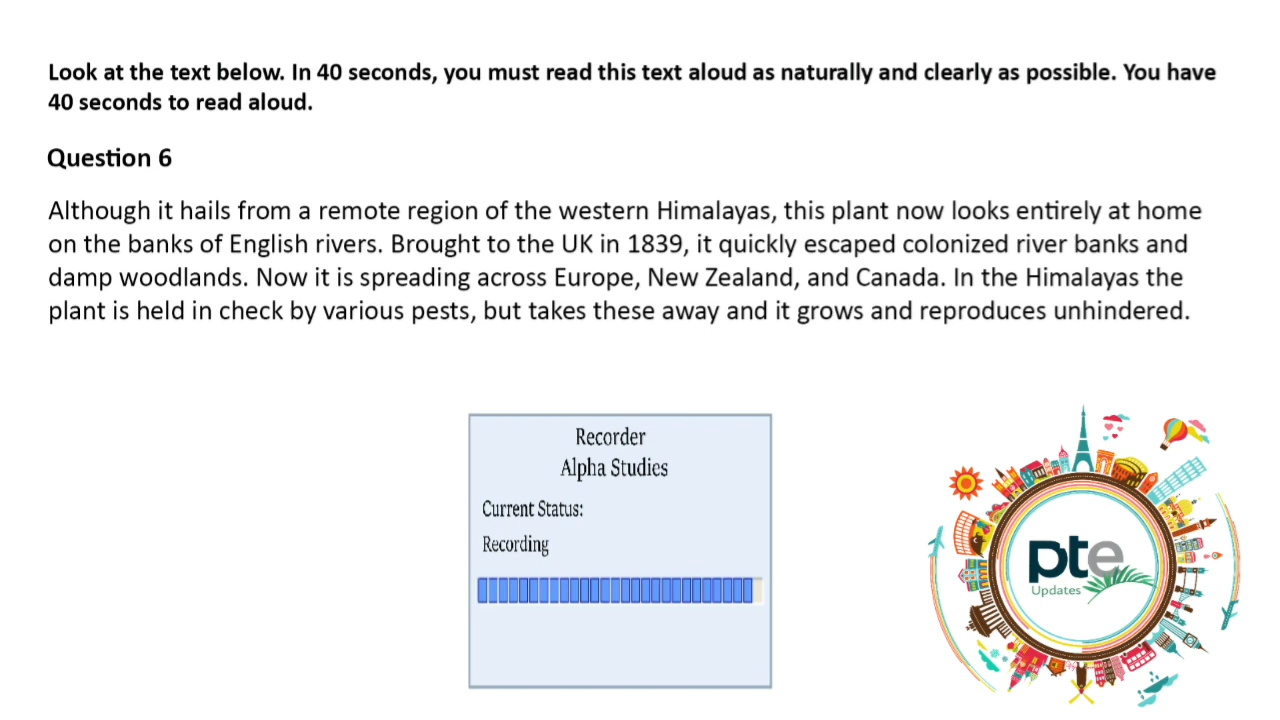 Look at the text below. In 40 seconds, you must read this text aloud as naturally and clearly as possible. You have
40 seconds to read aloud.
Question 6
Although it hails from a remote region of the western Himalayas, this plant now looks entirely at home
on the banks of English rivers. Brought to the UK in 1839, it quickly escaped colonized river banks and
damp woodlands. Now it is spreading across Europe, New Zealand, and Canada. In the Himalayas the
plant is held in check by various pests, but takes these away and it grows and reproduces unhindered.
Recorder
Alpha Studies
Current Status:
Recording
pte
Updates